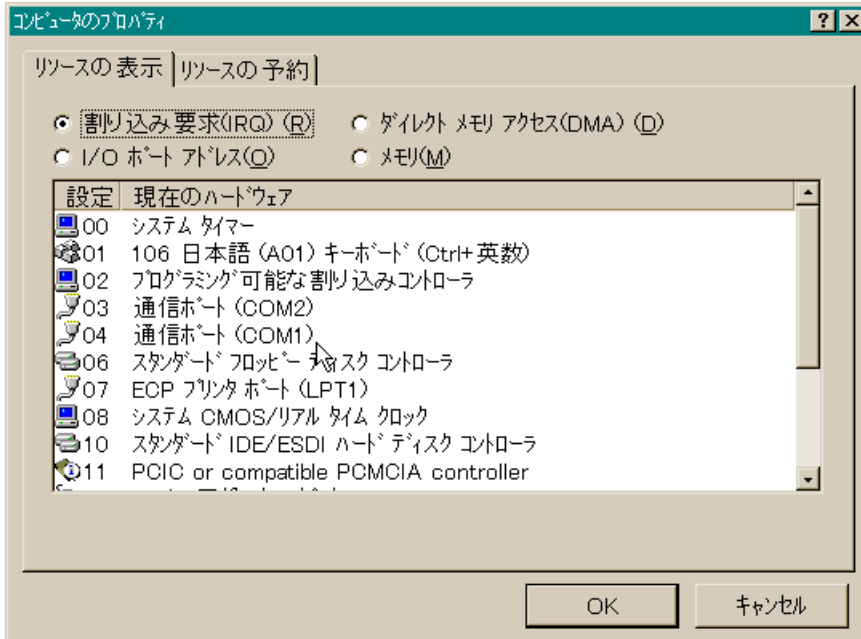 コンピュータのプロパティ
リソースの表示 リソースの予約
割り込み要求(IRQ) (R) ダイレクト メモリ アクセス(DMA) (D)
I/O ポート アドレス(O) メモリ(M)
設定 現在のハードウェア
00 システム タイマー
01 106 日本語 (A01) キーボード (Ctrl+英数)
02 プログラミング可能な割り込みコントローラ
03 通信ポート (COM2)
04 通信ポート (COM1)
06 スタンダード フロッピー ディスク コントローラ
07 ECP プリンタ ポート (LPT1)
08 システム CMOS/リアル タイム クロック
10 スタンダード IDE/ESDI ハード ディスク コントローラ
11 PCIC or compatible PCMCIA controller
OK キャンセル